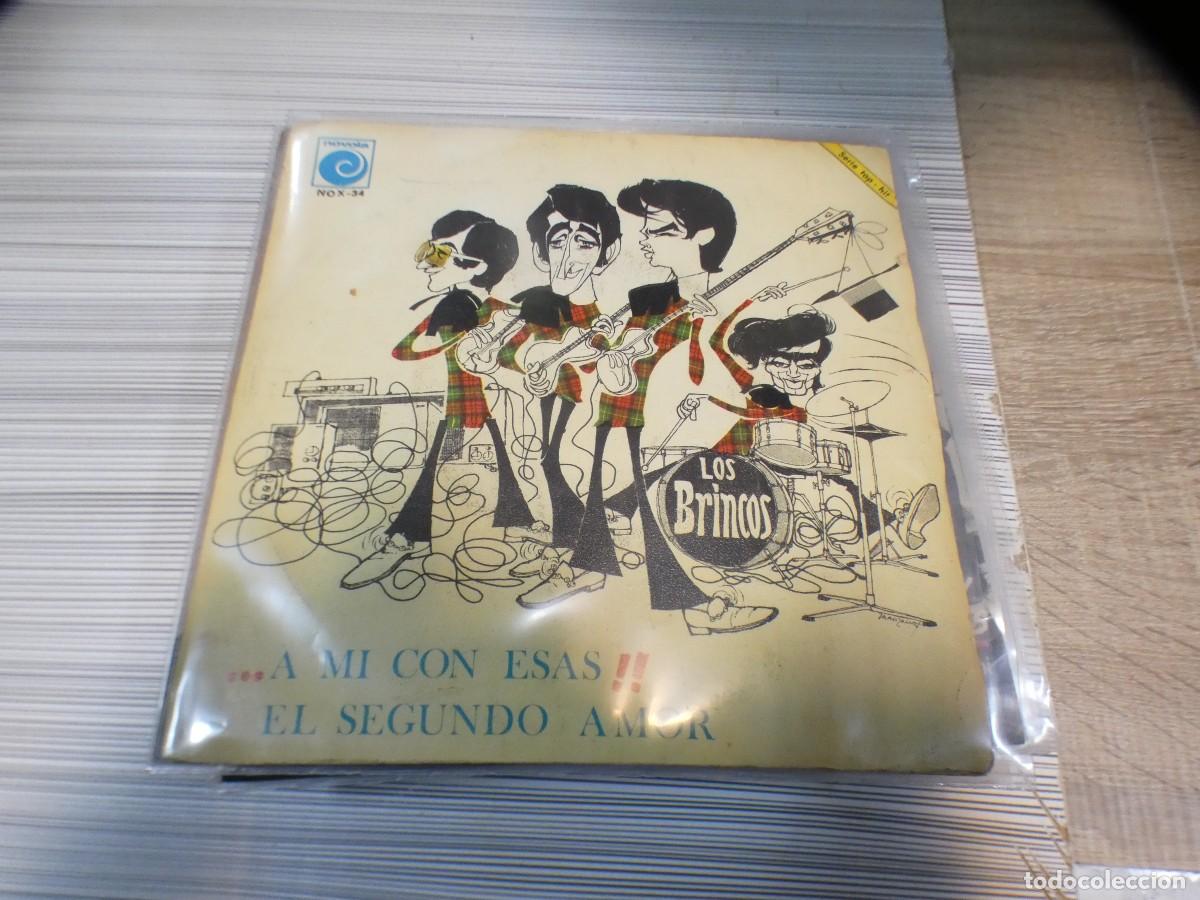 NOVOLA
NOX-34
Serie top-hit
LOS
Brincos
...A MI CON ESAS!!
EL SEGUNDO AMOR
todocoleccion